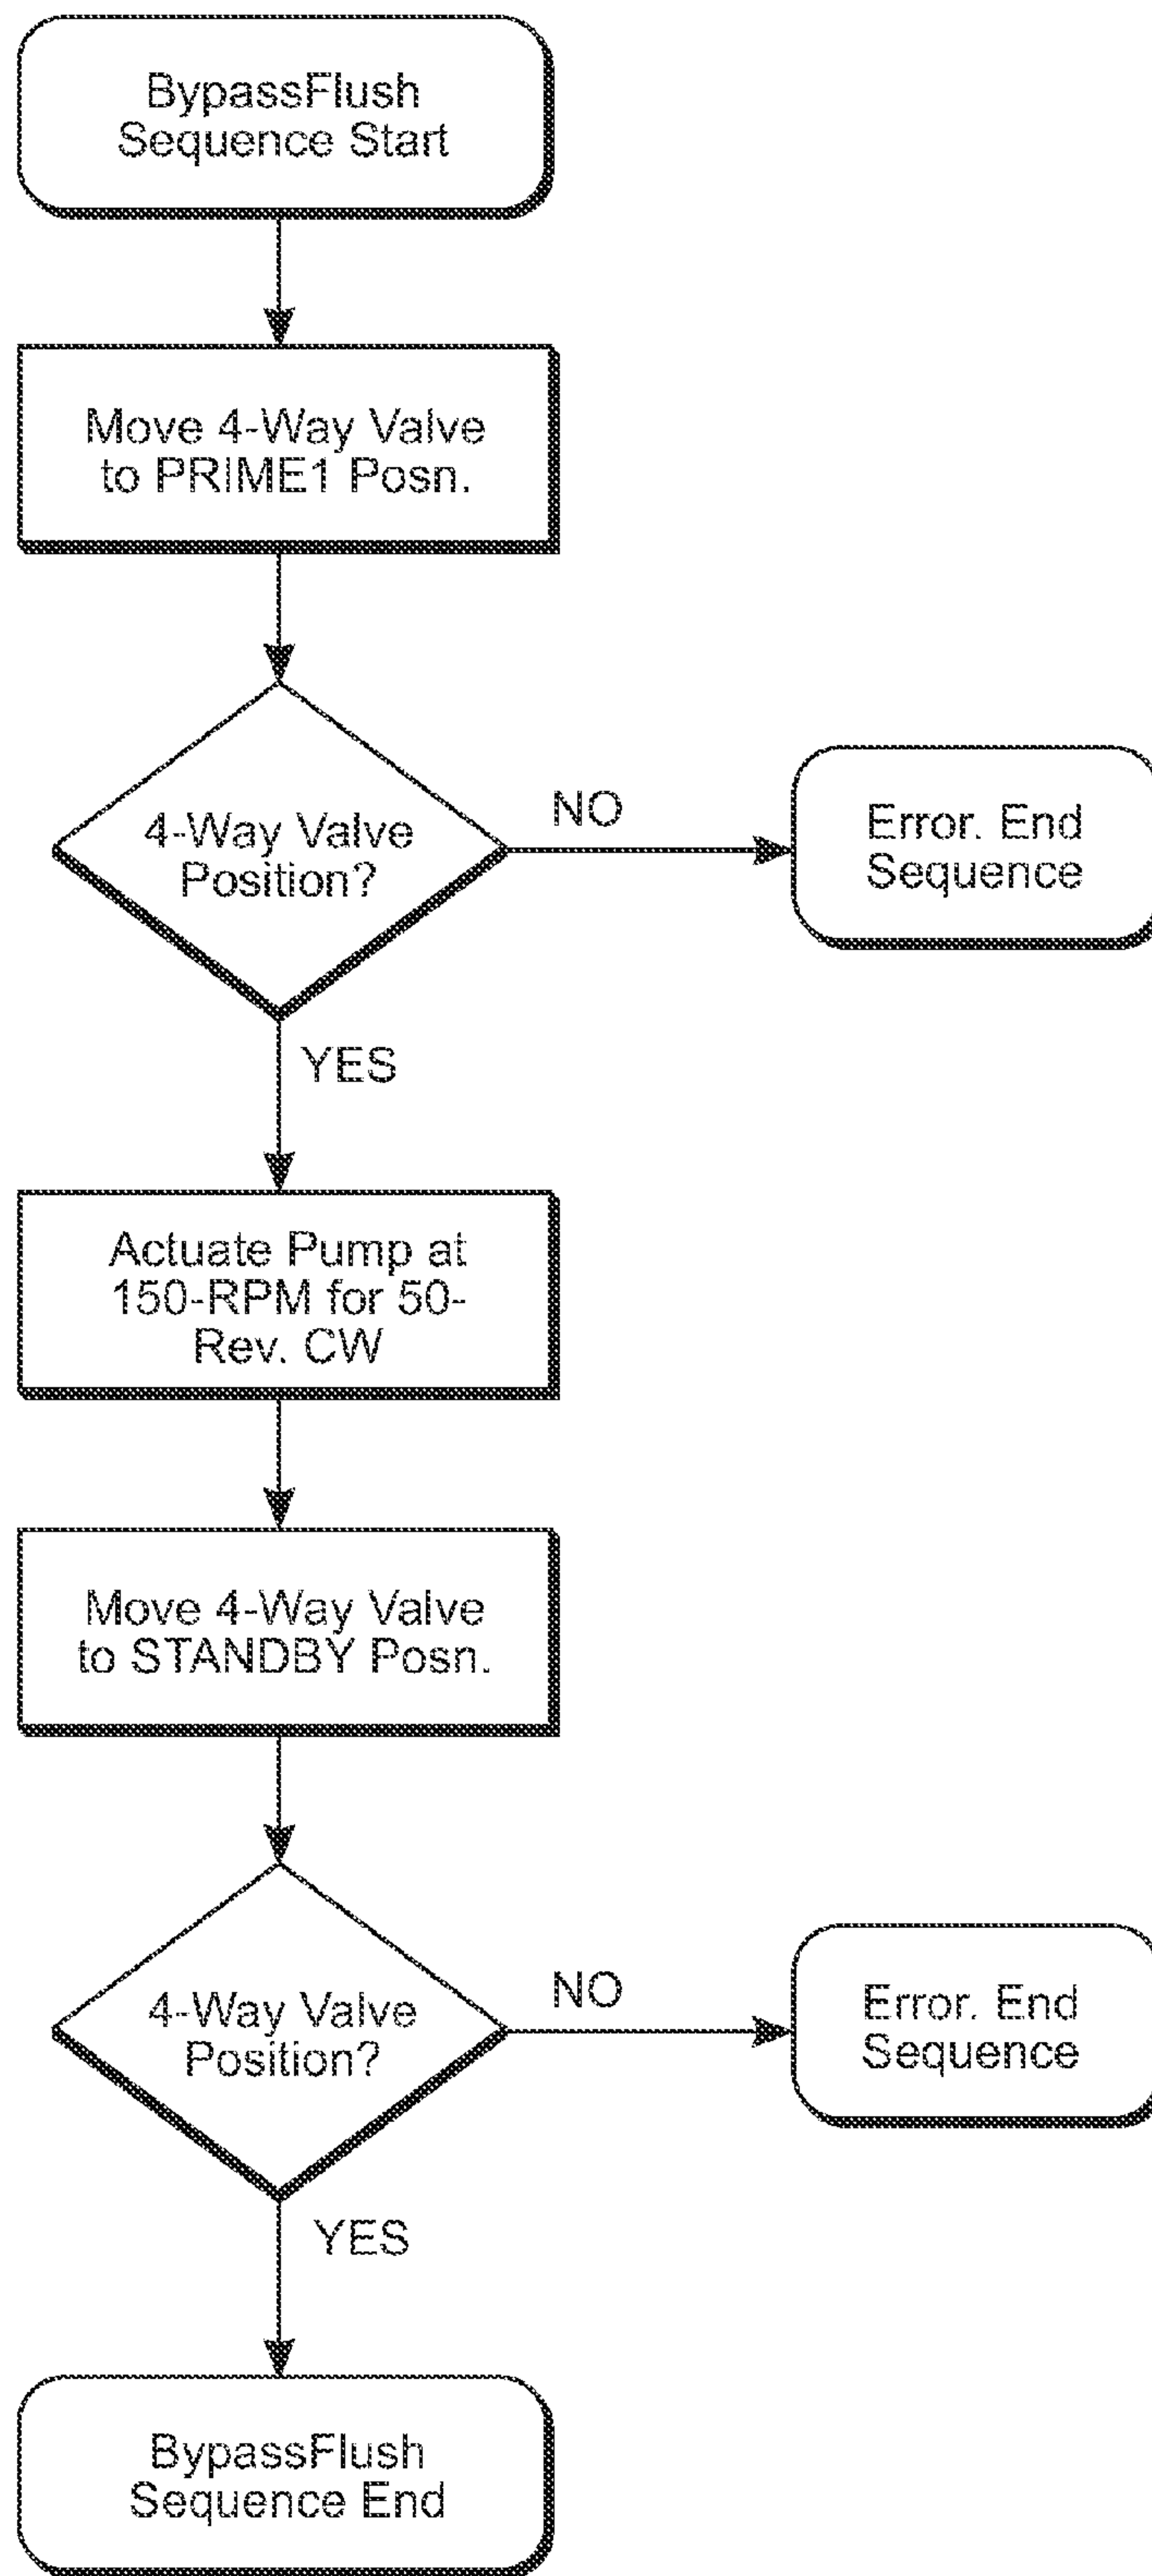 BypassFlush
Sequence Start
Move 4-Way Valve
to PRIME1 Posn.
4-Way Valve
Position?
NO
Error. End
Sequence
YES
Actuate Pump at
150-RPM for 50-
Rev. CW
Move 4-Way Valve
to STANDBY Posn.
4-Way Valve
Position?
NO
Error. End
Sequence
YES
BypassFlush
Sequence End